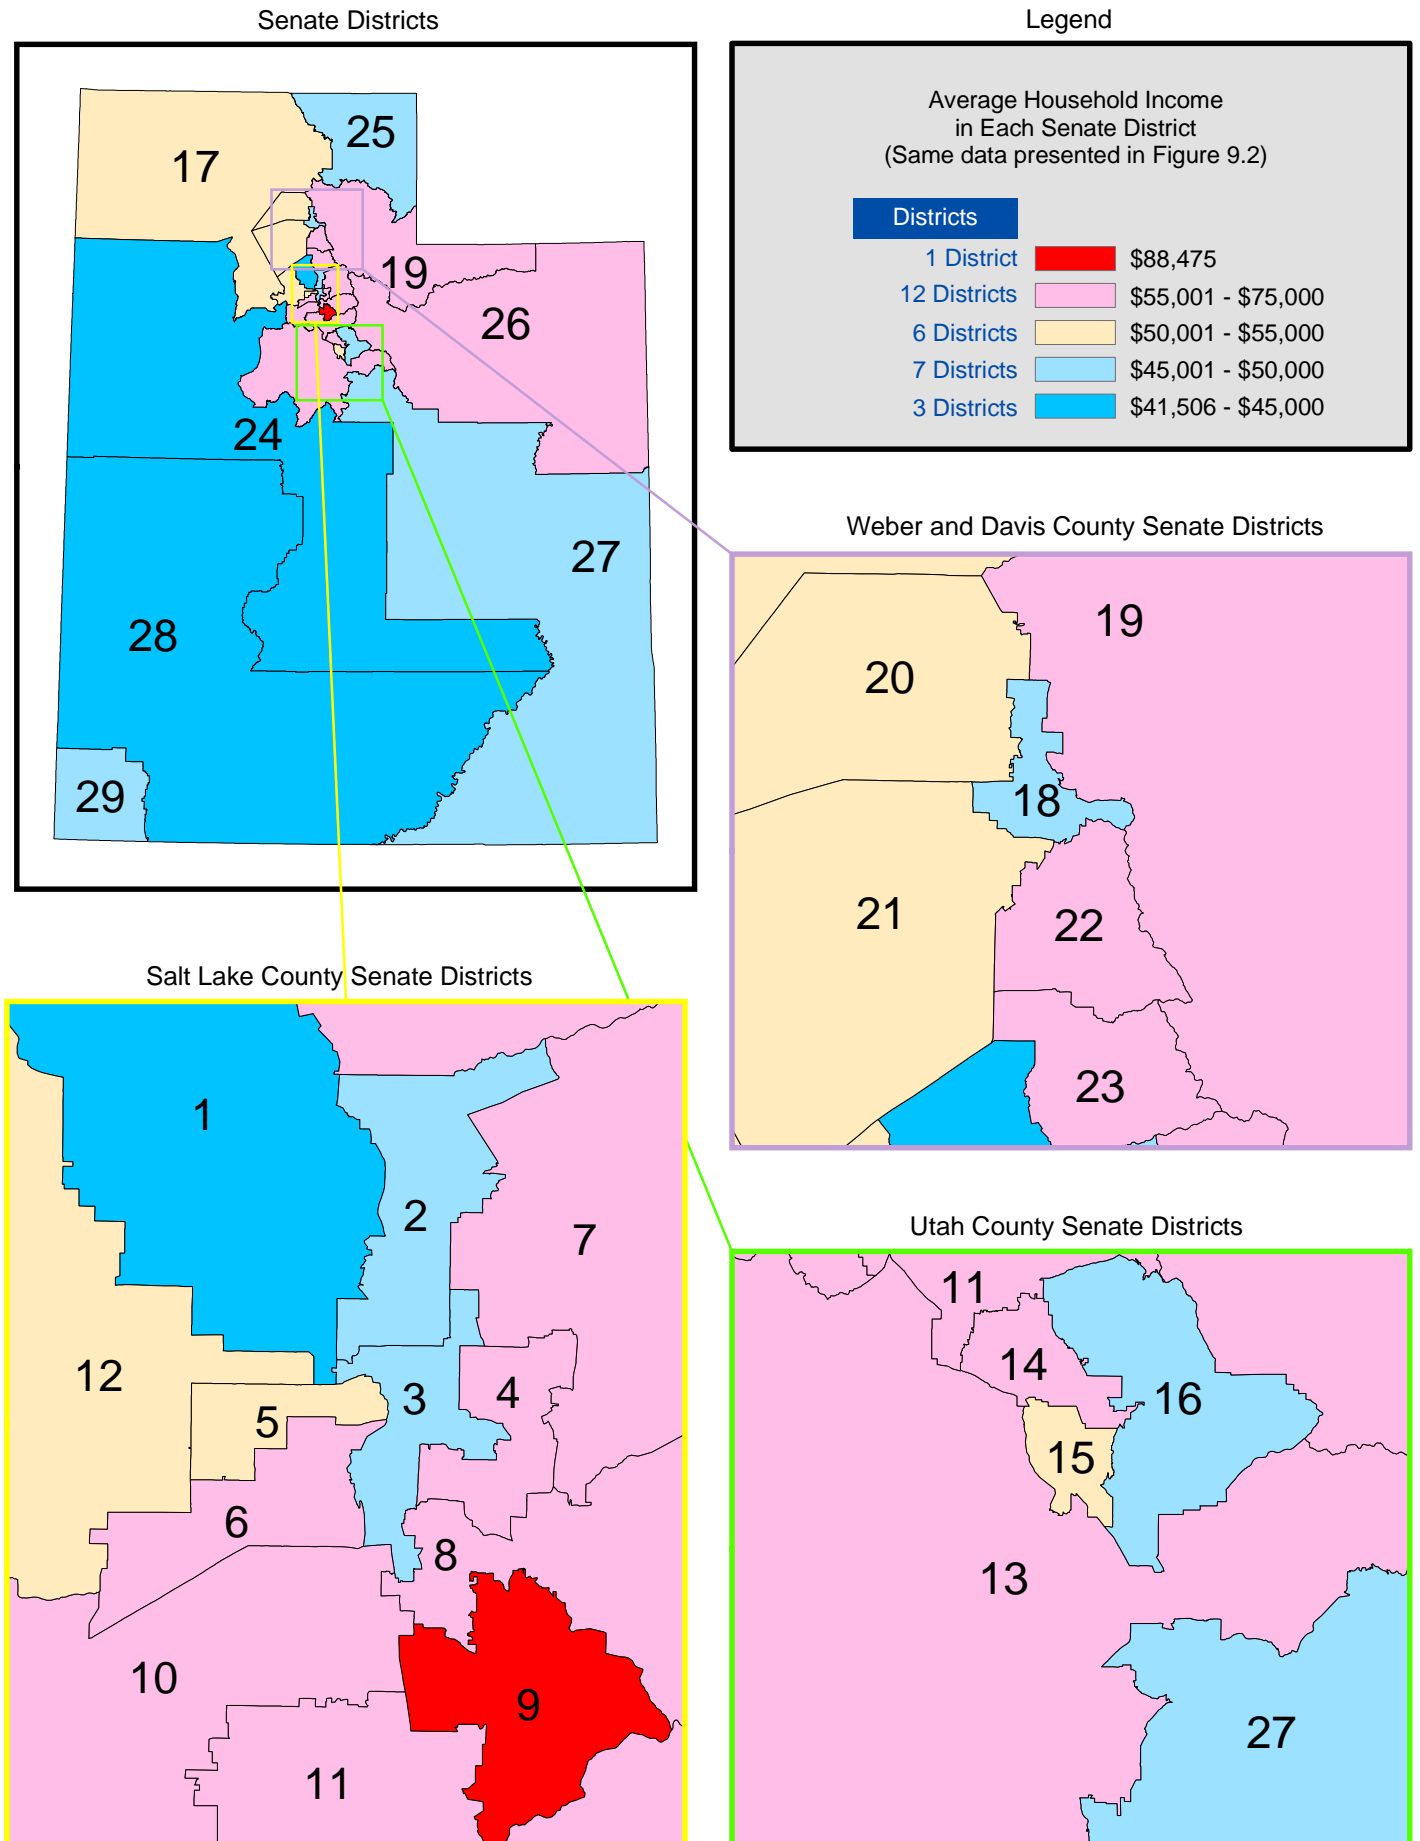 Senate Districts
17
25
19
26
24
27
28
29
Legend
Average Household Income
in Each Senate District
(Same data presented in Figure 9.2)
Districts
1 District $88,475
12 Districts $55,001 - $75,000
6 Districts $50,001 - $55,000
7 Districts $45,001 - $50,000
3 Districts $41,506 - $45,000
Weber and Davis County Senate Districts
19
20
18
21
22
23
Salt Lake County Senate Districts
1
2
7
12
3
4
5
6
8
10
9
11
Utah County Senate Districts
11
14
16
15
13
27